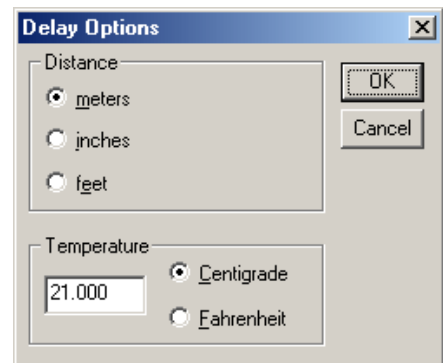 Delay Options
Distance
meters
inches
feet
OK
Cancel
Temperature
21.000
Centigrade
Fahrenheit